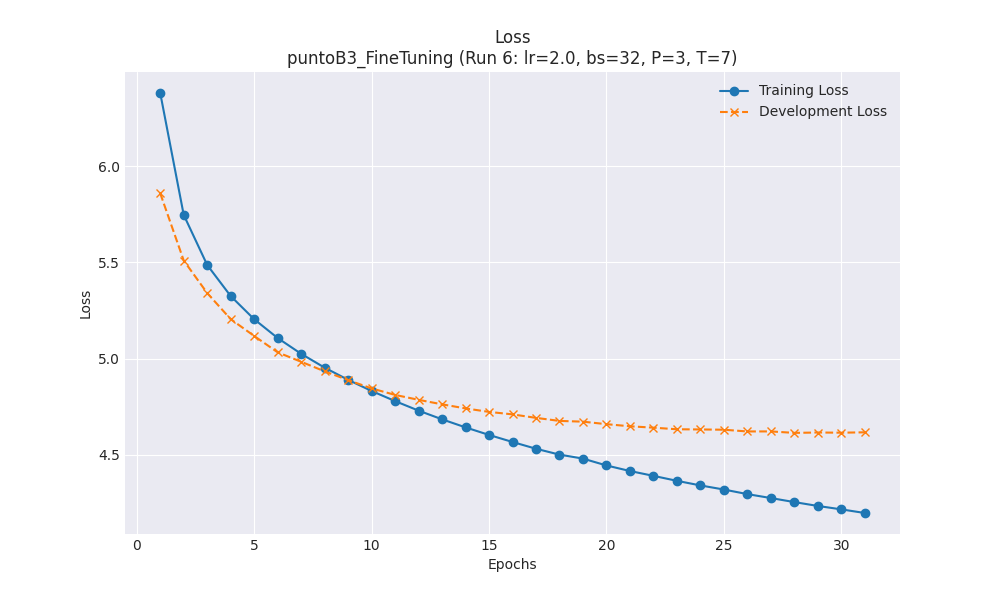 Loss
puntoB3_FineTuning (Run 6: lr=2.0, bs=32, P=3, T=7)
Training Loss
Development Loss
6.0
5.5
5.0
4.5
Loss
0 5 10 15 20 25 30
Epochs